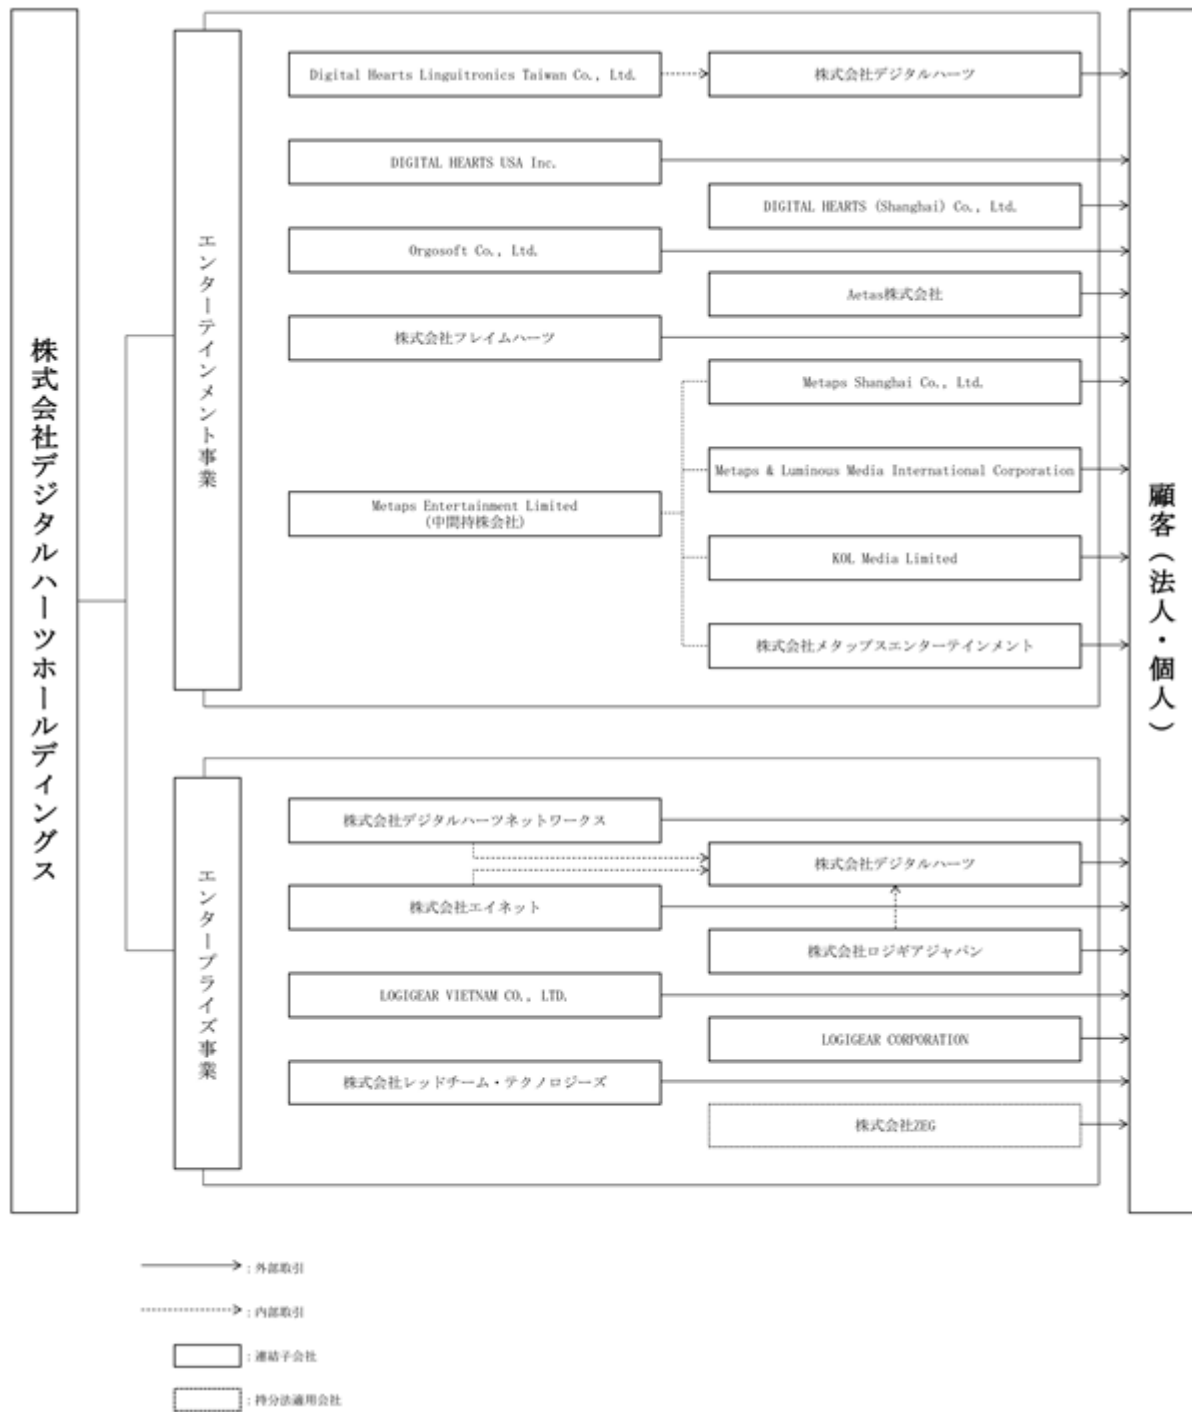 株式会社デジタルハーツホールディングス
エンターテインメント事業
Digital Hearts Linguitronics Taiwan Co., Ltd.
株式会社デジタルハーツ
DIGITAL HEARTS USA Inc.
DIGITAL HEARTS (Shanghai) Co., Ltd.
Orgosoft Co., Ltd.
Aetas株式会社
株式会社フレイムハーツ
Metaps Shanghai Co., Ltd.
Metaps & Luminous Media International Corporation
Metaps Entertainment Limited
(中間持株会社)
KOL Media Limited
株式会社メタップスエンターテインメント
エンタープライズ事業
株式会社デジタルハーツネットワークス
株式会社デジタルハーツ
株式会社エイネット
株式会社ロジギアジャパン
LOGIGEAR VIETNAM CO., LTD.
LOGIGEAR CORPORATION
株式会社レッドチーム・テクノロジーズ
株式会社ZEG
顧客(法人・個人)
：外部取引
：内部取引
：連結子会社
：持分法適用会社